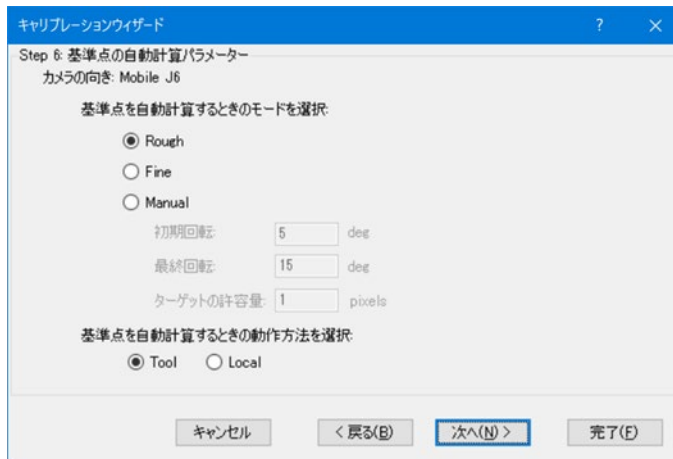 キャリブレーションウィザード ? ×
Step 6: 基準点の自動計算パラメーター
カメラの向き: Mobile J6
基準点を自動計算するときのモードを選択:
Rough
Fine
Manual
初期回転: 5 deg
最終回転: 15 deg
ターゲットの許容量: 1 pixels
基準点を自動計算するときの動作方法を選択:
Tool Local
キャンセル < 戻る(B) 次へ(N) > 完了(F)